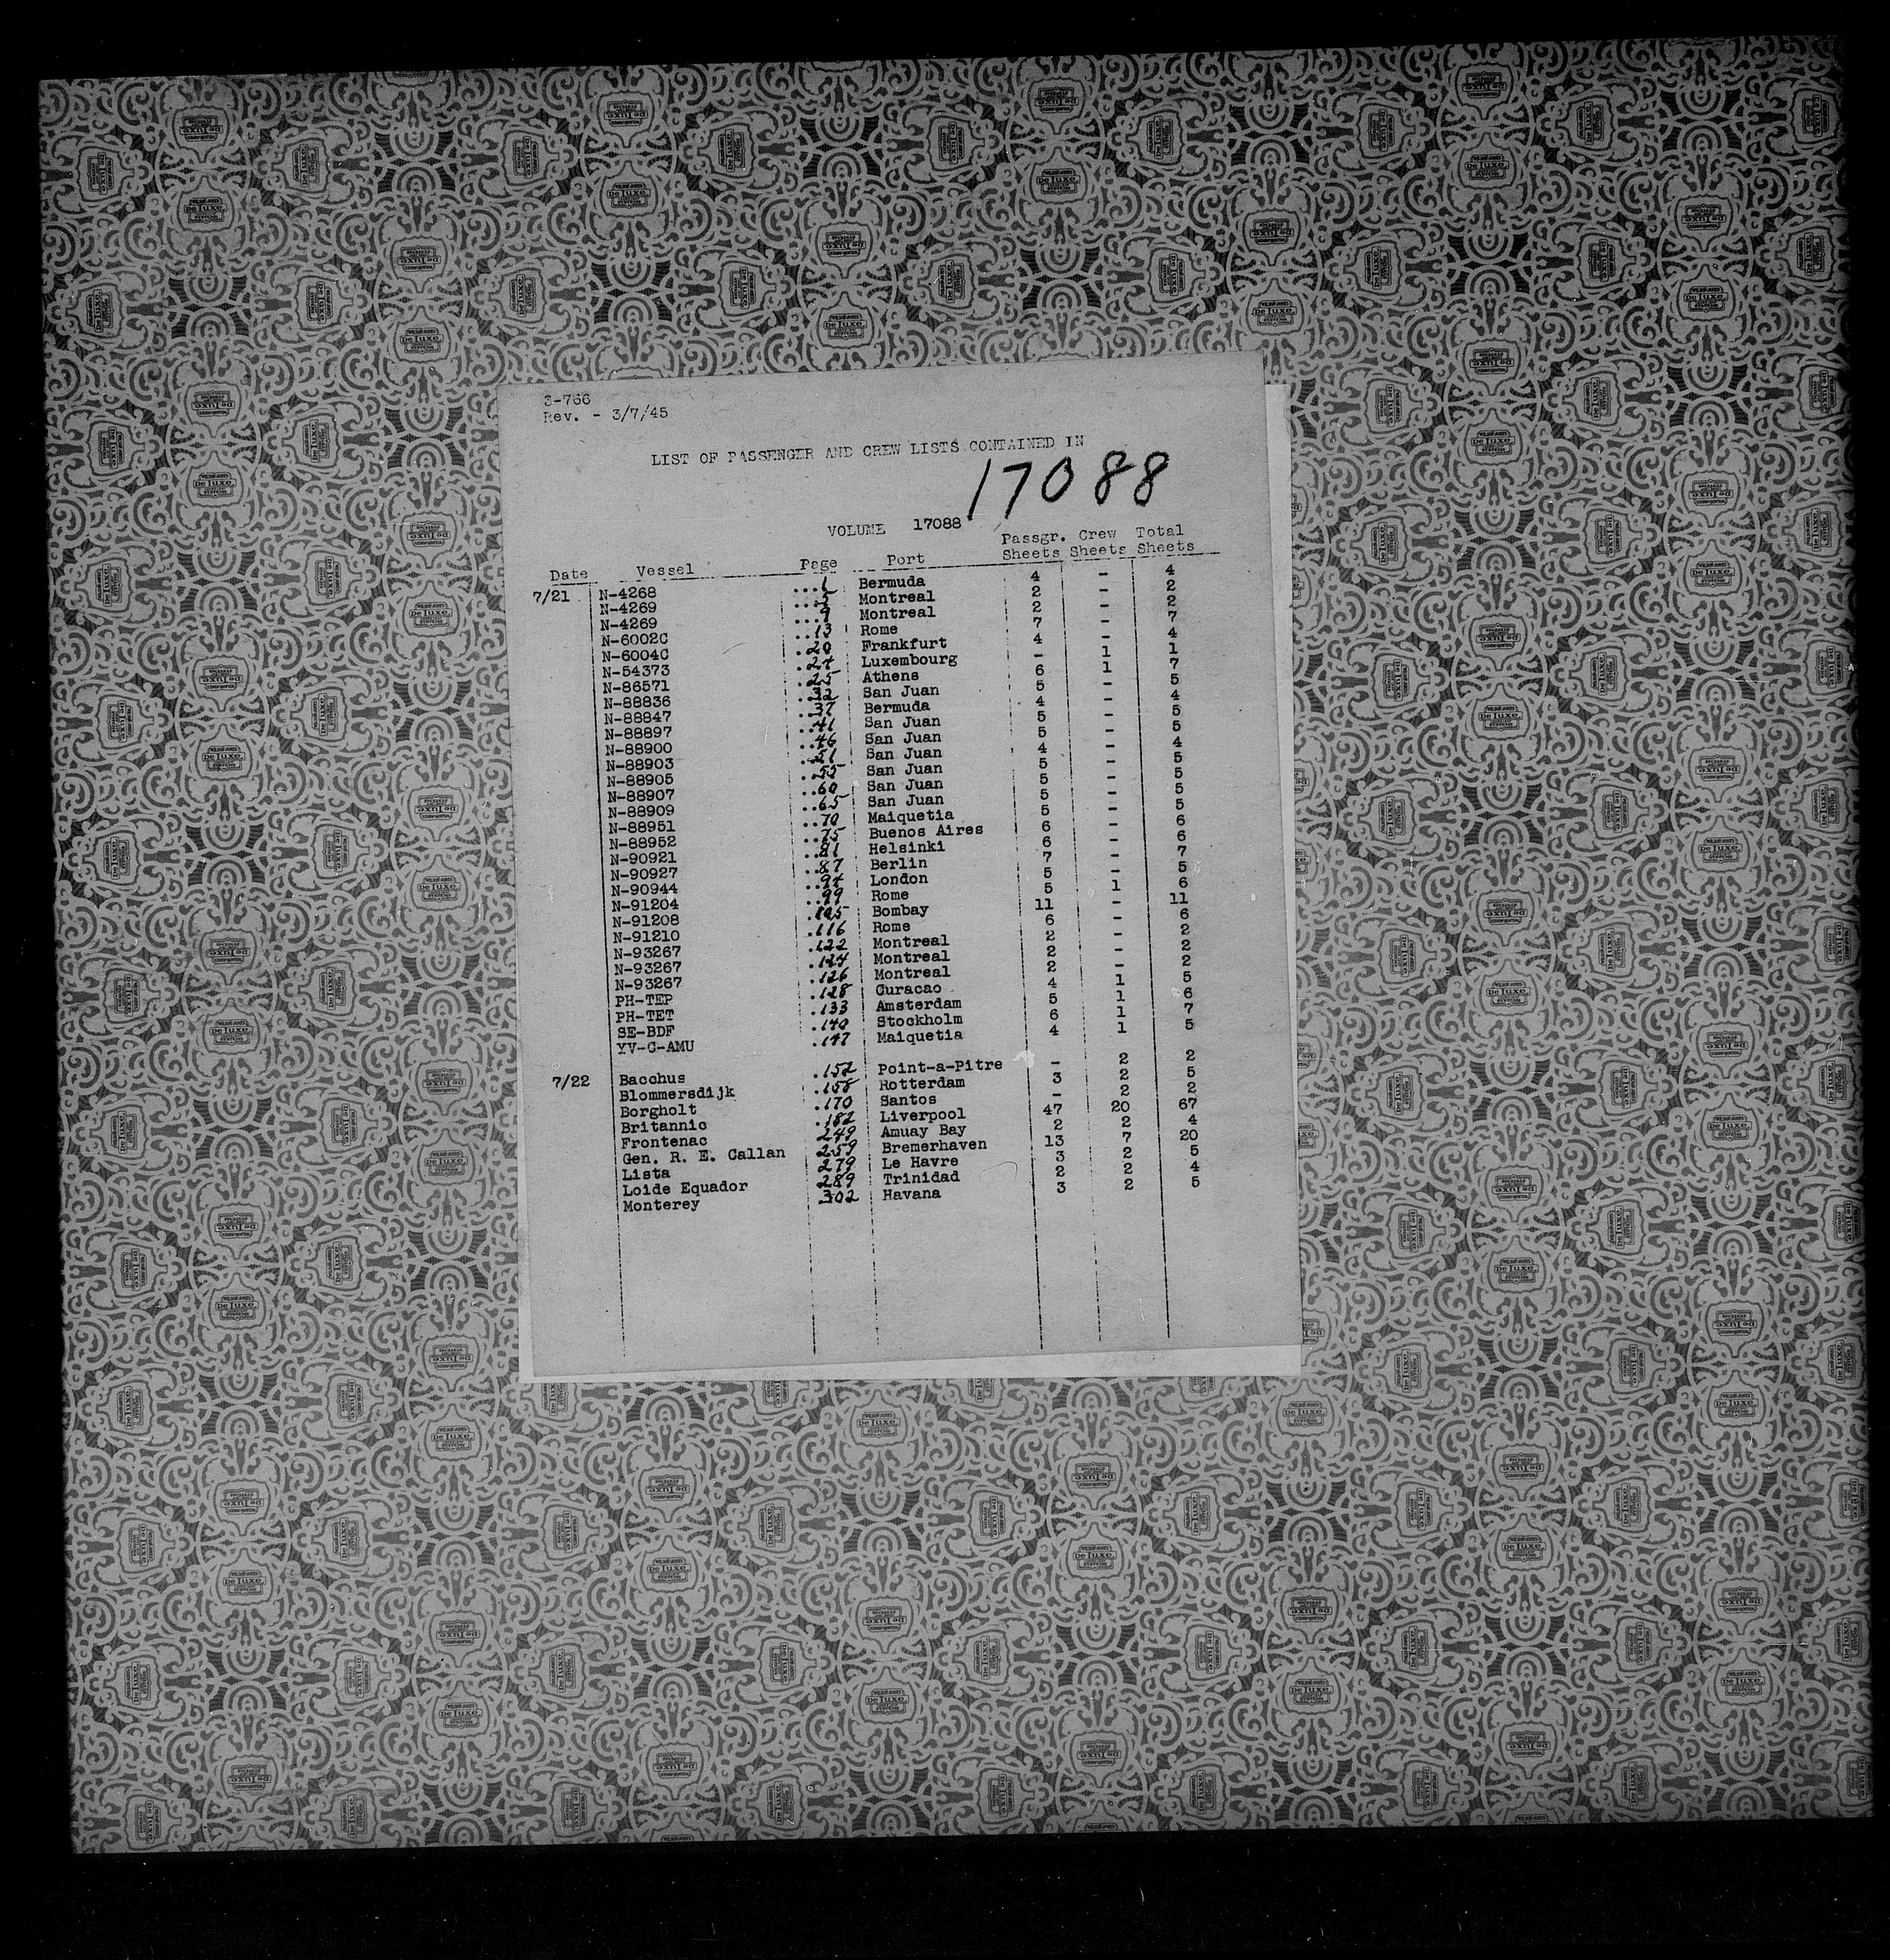 3-766
Rev. - 3/7/45
LIST OF PASSENGER AND CREW LISTS CONTAINED IN
17088
VOLUME 17088
Date Vessel Page Port Passgr. Sheets Crew Sheets Total Sheets
7/21 N-4268 ...1 Bermuda 4 - 4
N-4269 ...5 Montreal 2 - 2
N-4269 ...9 Montreal 2 - 2
N-6002C ..13 Rome 7 - 7
N-6004C ..20 Frankfurt 4 - 4
N-54373 .24 Luxembourg - 1 1
N-86571 ..25 Athens 6 1 7
N-88836 ..32 San Juan 5 - 5
N-88847 ..37 Bermuda 4 - 4
N-88897 ..41 San Juan 5 - 5
N-88900 ..46 San Juan 5 - 5
N-88903 ..51 San Juan 4 - 4
N-88905 ..55 San Juan 5 - 5
N-88907 ..60 San Juan 5 - 5
N-88909 ..65 San Juan 5 - 5
N-88951 ..70 Maiquetia 5 - 5
N-88952 ..75 Buenos Aires 6 - 6
N-90921 ..81 Helsinki 6 - 6
N-90927 ..87 Berlin 7 - 7
N-90944 ..94 London 5 - 5
N-91204 ..99 Rome 5 1 6
N-91208 .105 Bombay 11 - 11
N-91210 .116 Rome 6 - 6
N-93267 .122 Montreal 2 - 2
N-93267 .124 Montreal 2 - 2
N-93267 .126 Montreal 2 - 2
PH-TEP .128 Curacao 4 1 5
PH-TET .133 Amsterdam 5 1 6
SE-BDF .140 Stockholm 6 1 7
YV-C-AMU .147 Maiquetia 4 1 5
7/22 Bacchus .152 Point-a-Pitre - 2 2
Blommersdijk .158 Rotterdam 3 2 5
Borgholt .170 Santos - 2 2
Britannic .182 Liverpool 47 20 67
Frontenac 249 Amuay Bay 2 2 4
Gen. R. E. Callan 259 Bremerhaven 13 7 20
Lista 279 Le Havre 3 2 5
Loide Equador 289 Trinidad 2 2 4
Monterey 302 Havana 3 2 5